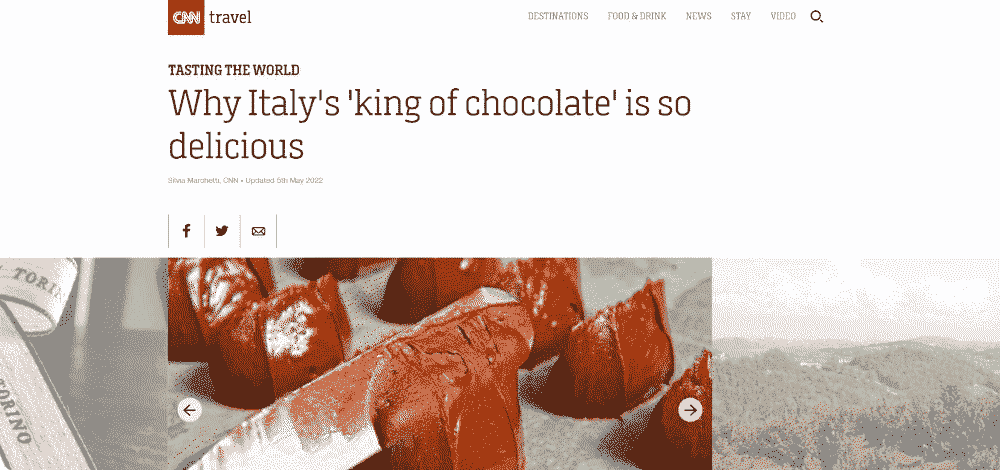 CNN travel
DESTINATIONS FOOD & DRINK NEWS STAY VIDEO
TASTING THE WORLD
Why Italy's 'king of chocolate' is so
delicious
Silvia Marchetti, CNN • Updated 5th May 2022
TORINO
TORINO